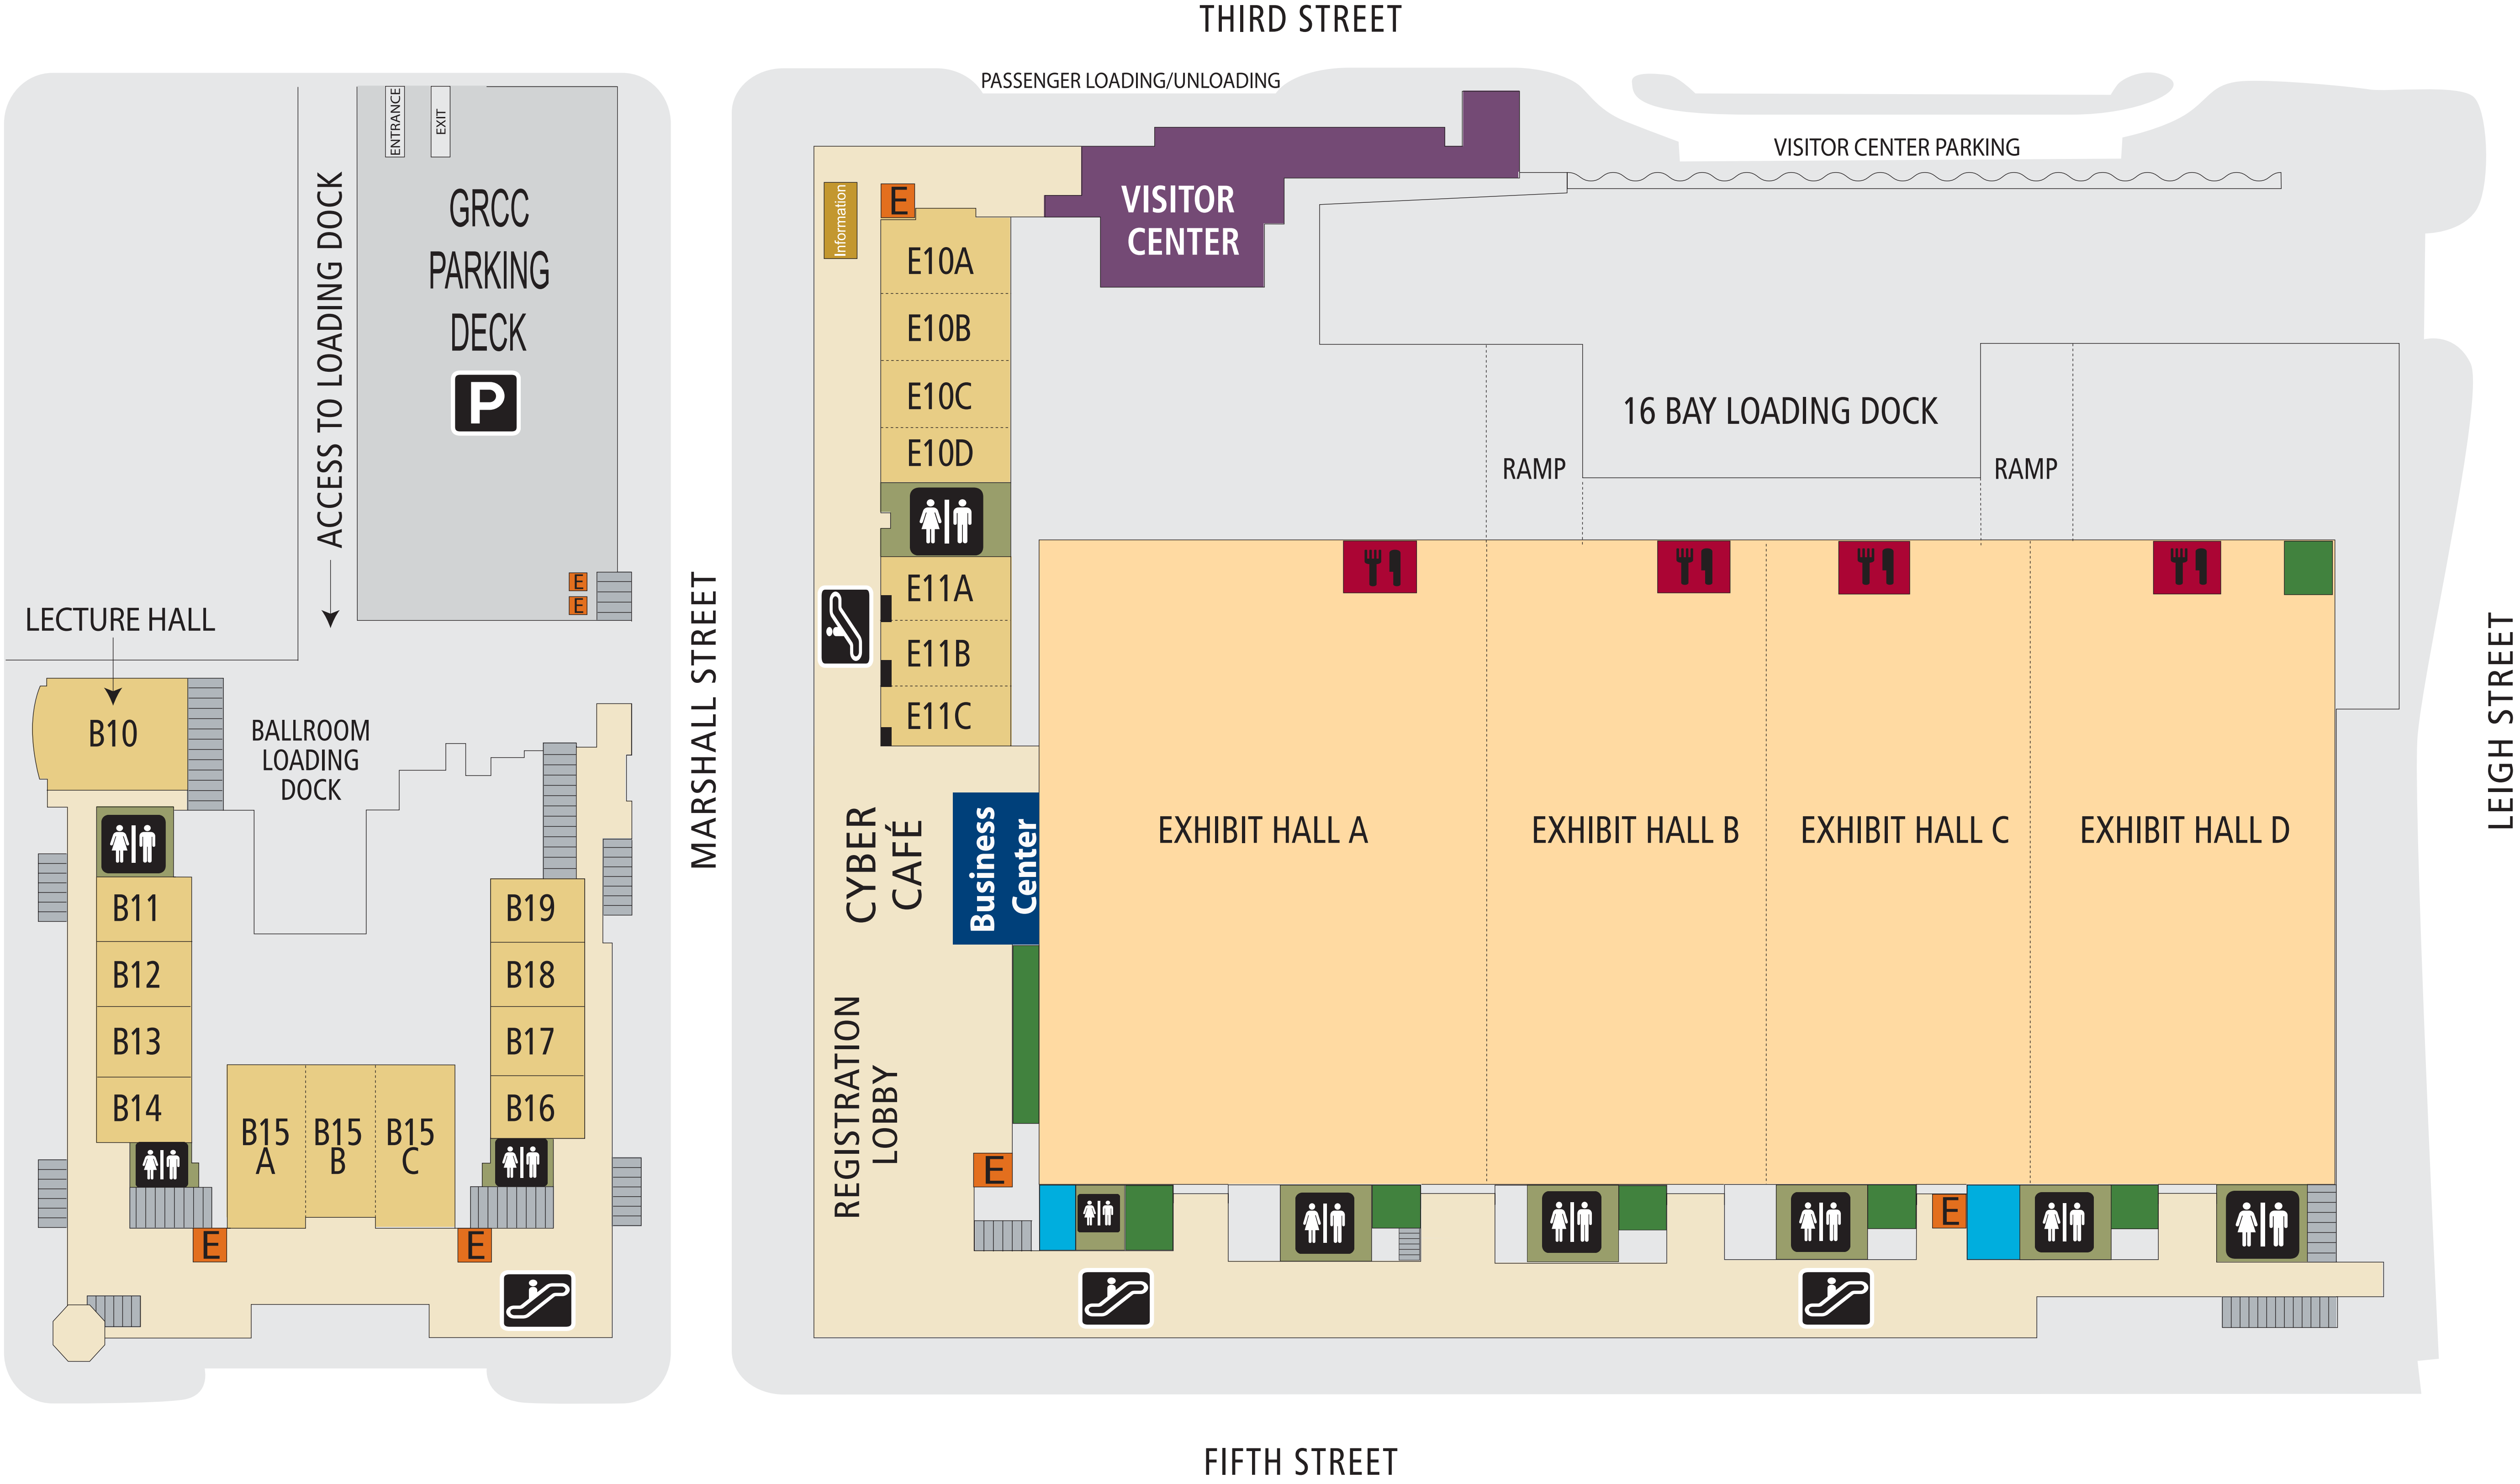 THIRD STREET
PASSENGER LOADING/UNLOADING
VISITOR CENTER PARKING
ENTRANCE
EXIT
GRCC
PARKING
DECK
P
ACCESS TO LOADING DOCK
E
E
LECTURE HALL
B10
BALLROOM
LOADING
DOCK
B11
B12
B13
B14
B15
A
B15
B
B15
C
B19
B18
B17
B16
E
E
MARSHALL STREET
Information
E
VISITOR
CENTER
E10A
E10B
E10C
E10D
E11A
E11B
E11C
16 BAY LOADING DOCK
RAMP
RAMP
CYBER
CAFÉ
Business
Center
EXHIBIT HALL A
EXHIBIT HALL B
EXHIBIT HALL C
EXHIBIT HALL D
REGISTRATION
LOBBY
E
E
LEIGH STREET
FIFTH STREET